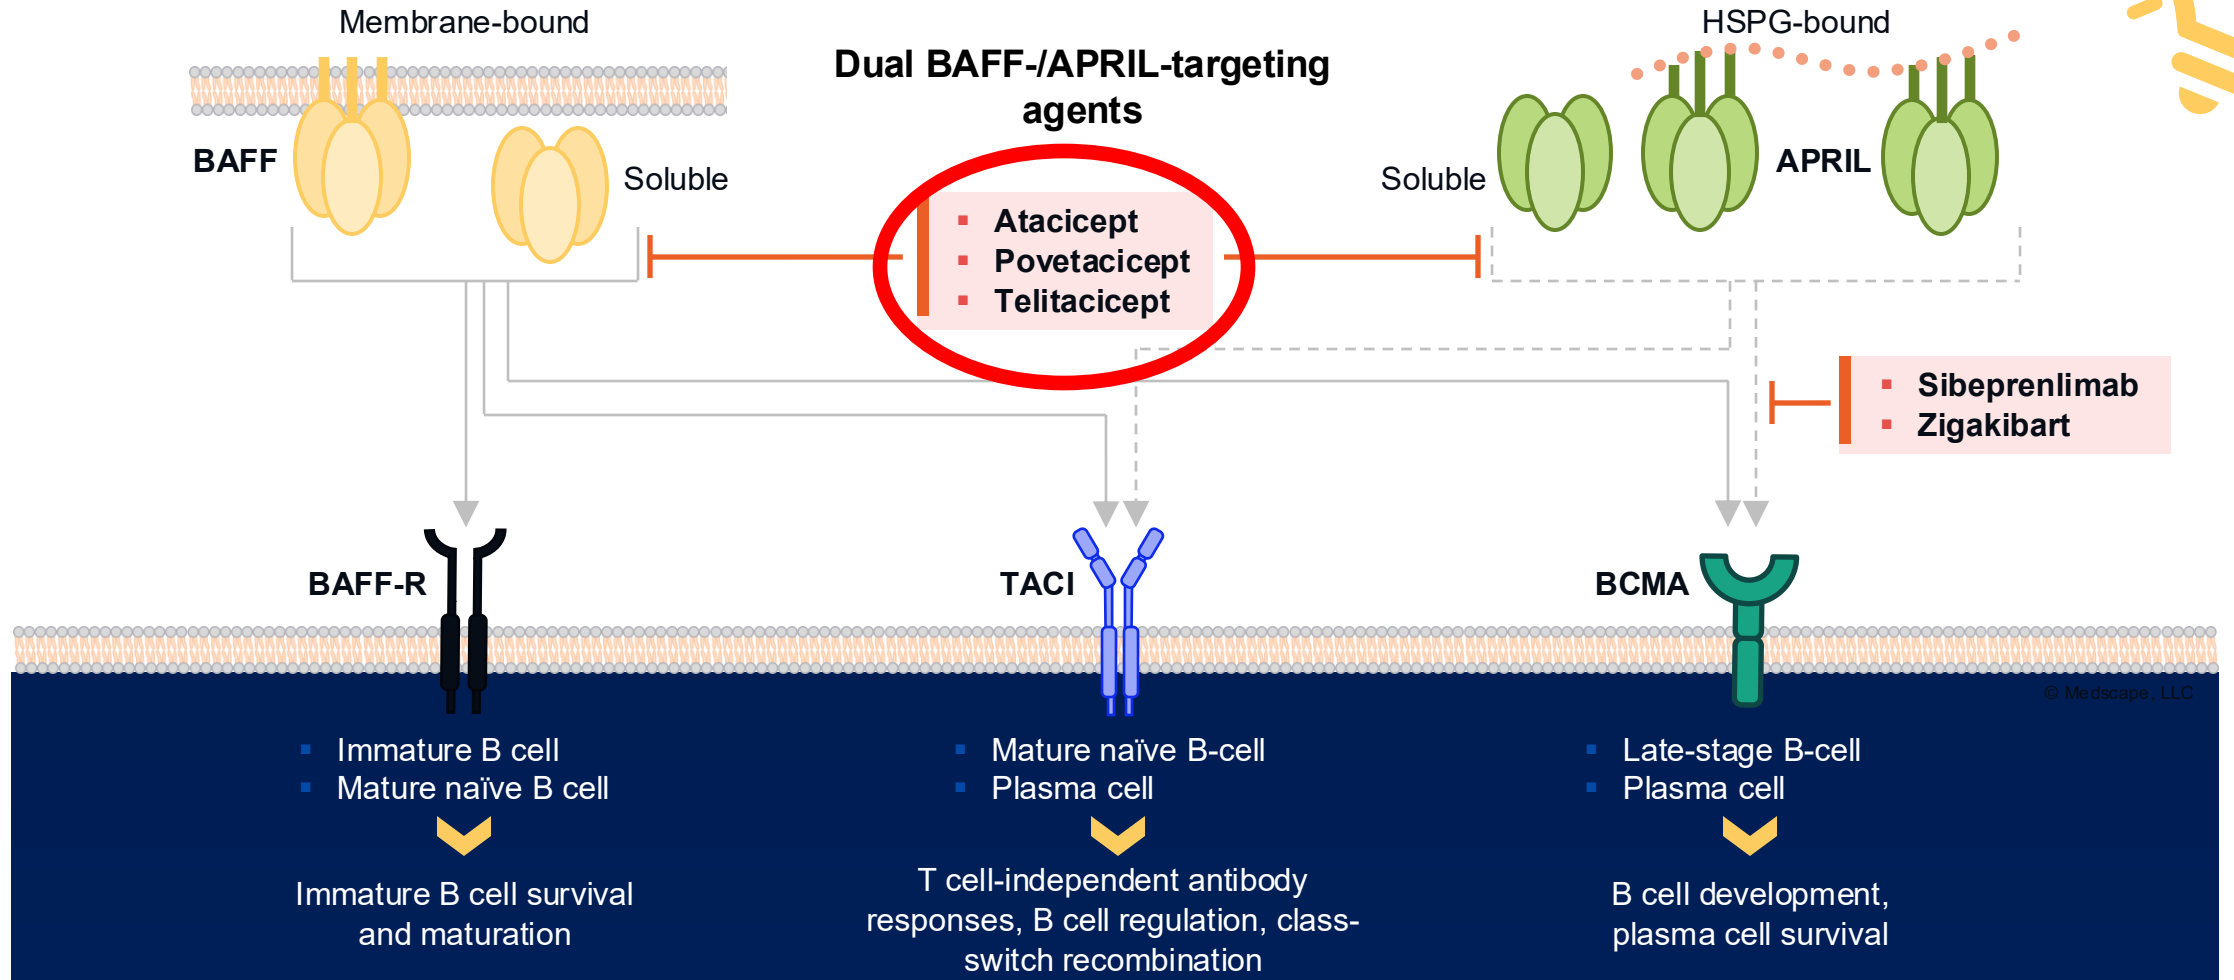 Membrane-bound
HSPG-bound
Dual BAFF-/APRIL-targeting
agents
BAFF
Soluble
Soluble
APRIL
▪ Atacicept
▪ Povetacicept
▪ Telitacicept
▪ Sibeprenlimab
▪ Zigakibart
BAFF-R
TACI
BCMA
© Medscape, LLC
▪ Immature B cell
▪ Mature naïve B cell
Immature B cell survival
and maturation
▪ Mature naïve B-cell
▪ Plasma cell
T cell-independent antibody
responses, B cell regulation, class-
switch recombination
▪ Late-stage B-cell
▪ Plasma cell
B cell development,
plasma cell survival